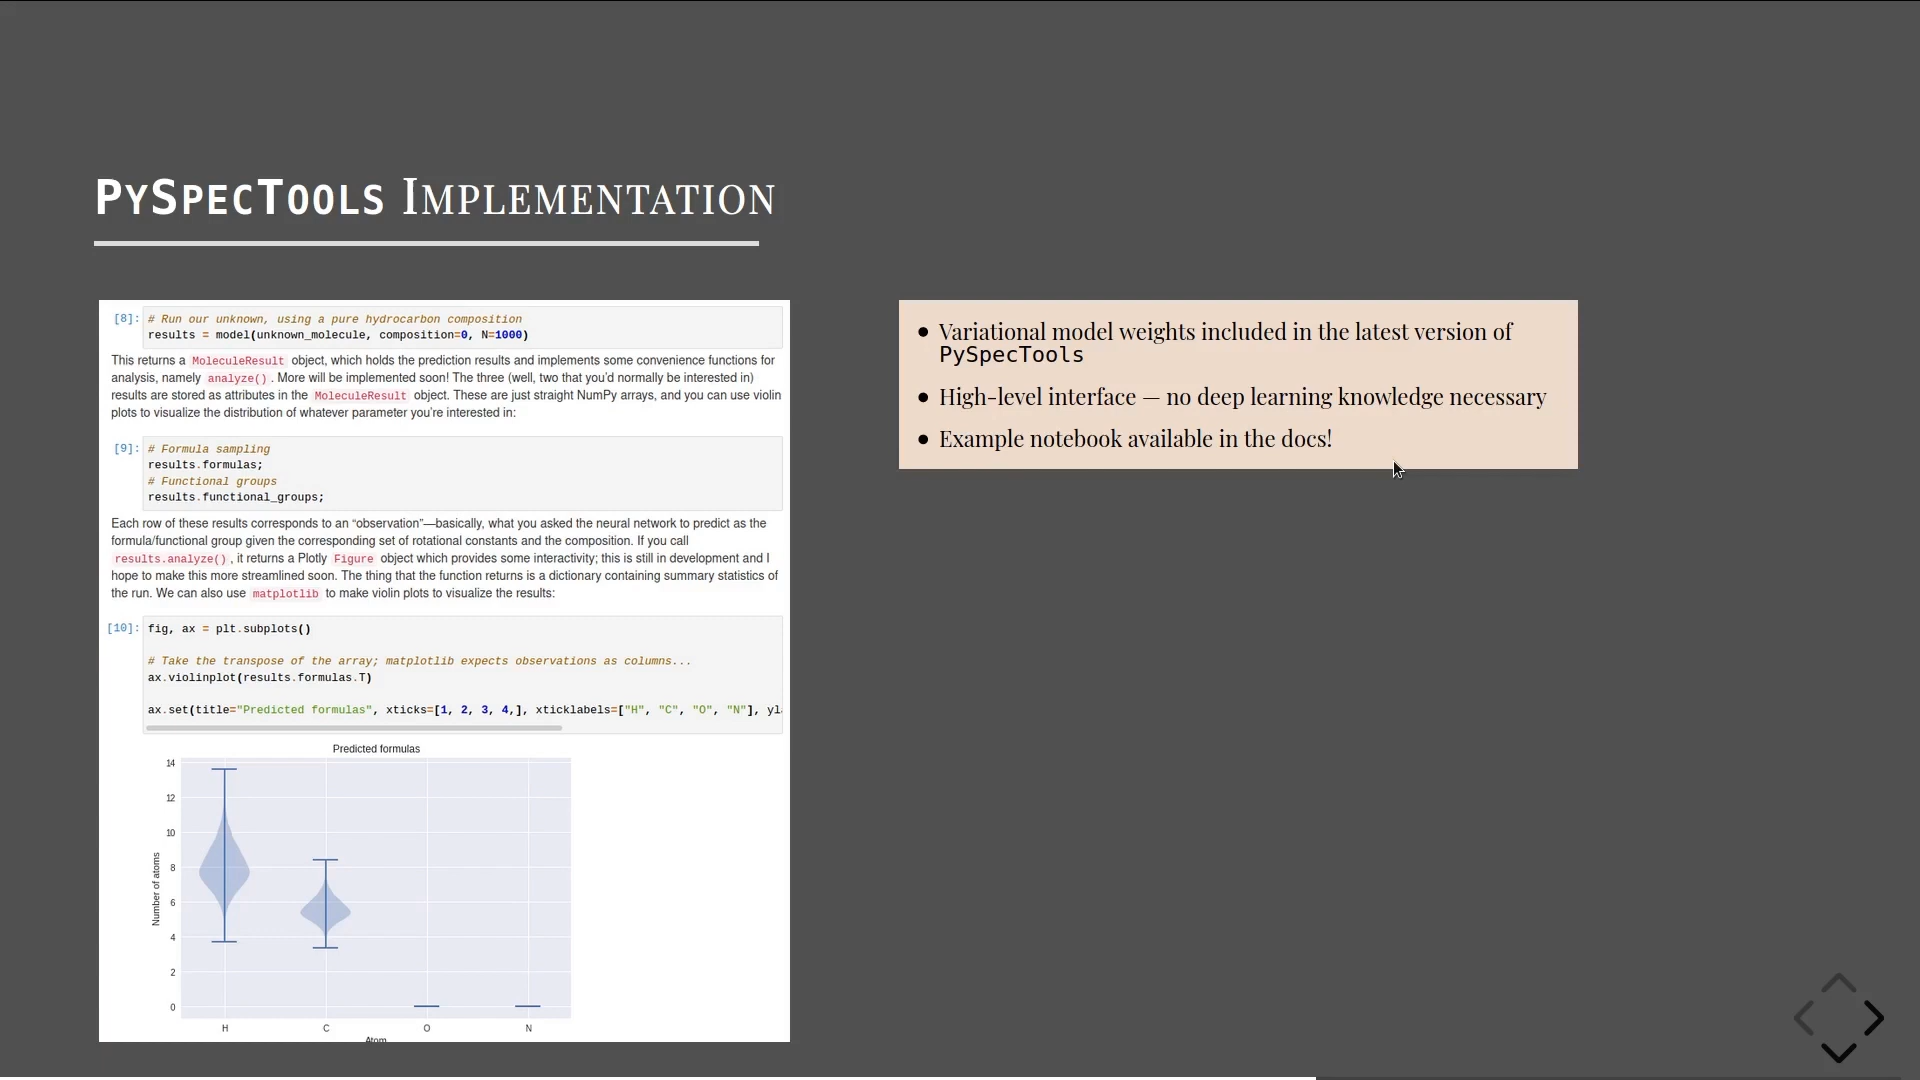 PySpecTools Implementation
[8]: # Run our unknown, using a pure hydrocarbon composition
results = model(unknown_molecule, composition=0, N=1000)
This returns a MoleculeResult object, which holds the prediction results and implements some convenience functions for
analysis, namely analyze(). More will be implemented soon! The three (well, two that you'd normally be interested in)
results are stored as attributes in the MoleculeResult object. These are just straight NumPy arrays, and you can use violin
plots to visualize the distribution of whatever parameter you're interested in:
[9]: # Formula sampling
results.formulas;
# Functional groups
results.functional_groups;
Each row of these results corresponds to an “observation”—basically, what you asked the neural network to predict as the
formula/functional group given the corresponding set of rotational constants and the composition. If you call
results.analyze(), it returns a Plotly Figure object which provides some interactivity; this is still in development and I
hope to make this more streamlined soon. The thing that the function returns is a dictionary containing summary statistics of
the run. We can also use matplotlib to make violin plots to visualize the results:
[10]: fig, ax = plt.subplots()
# Take the transpose of the array; matplotlib expects observations as columns...
ax.violinplot(results.formulas.T)
ax.set(title="Predicted formulas", xticks=[1, 2, 3, 4,], xticklabels=["H", "C", "O", "N"], yl
Predicted formulas
14
12
10
8
6
4
2
0
Number of atoms
H C O N
Atom
● Variational model weights included in the latest version of
PySpecTools
● High-level interface — no deep learning knowledge necessary
● Example notebook available in the docs!